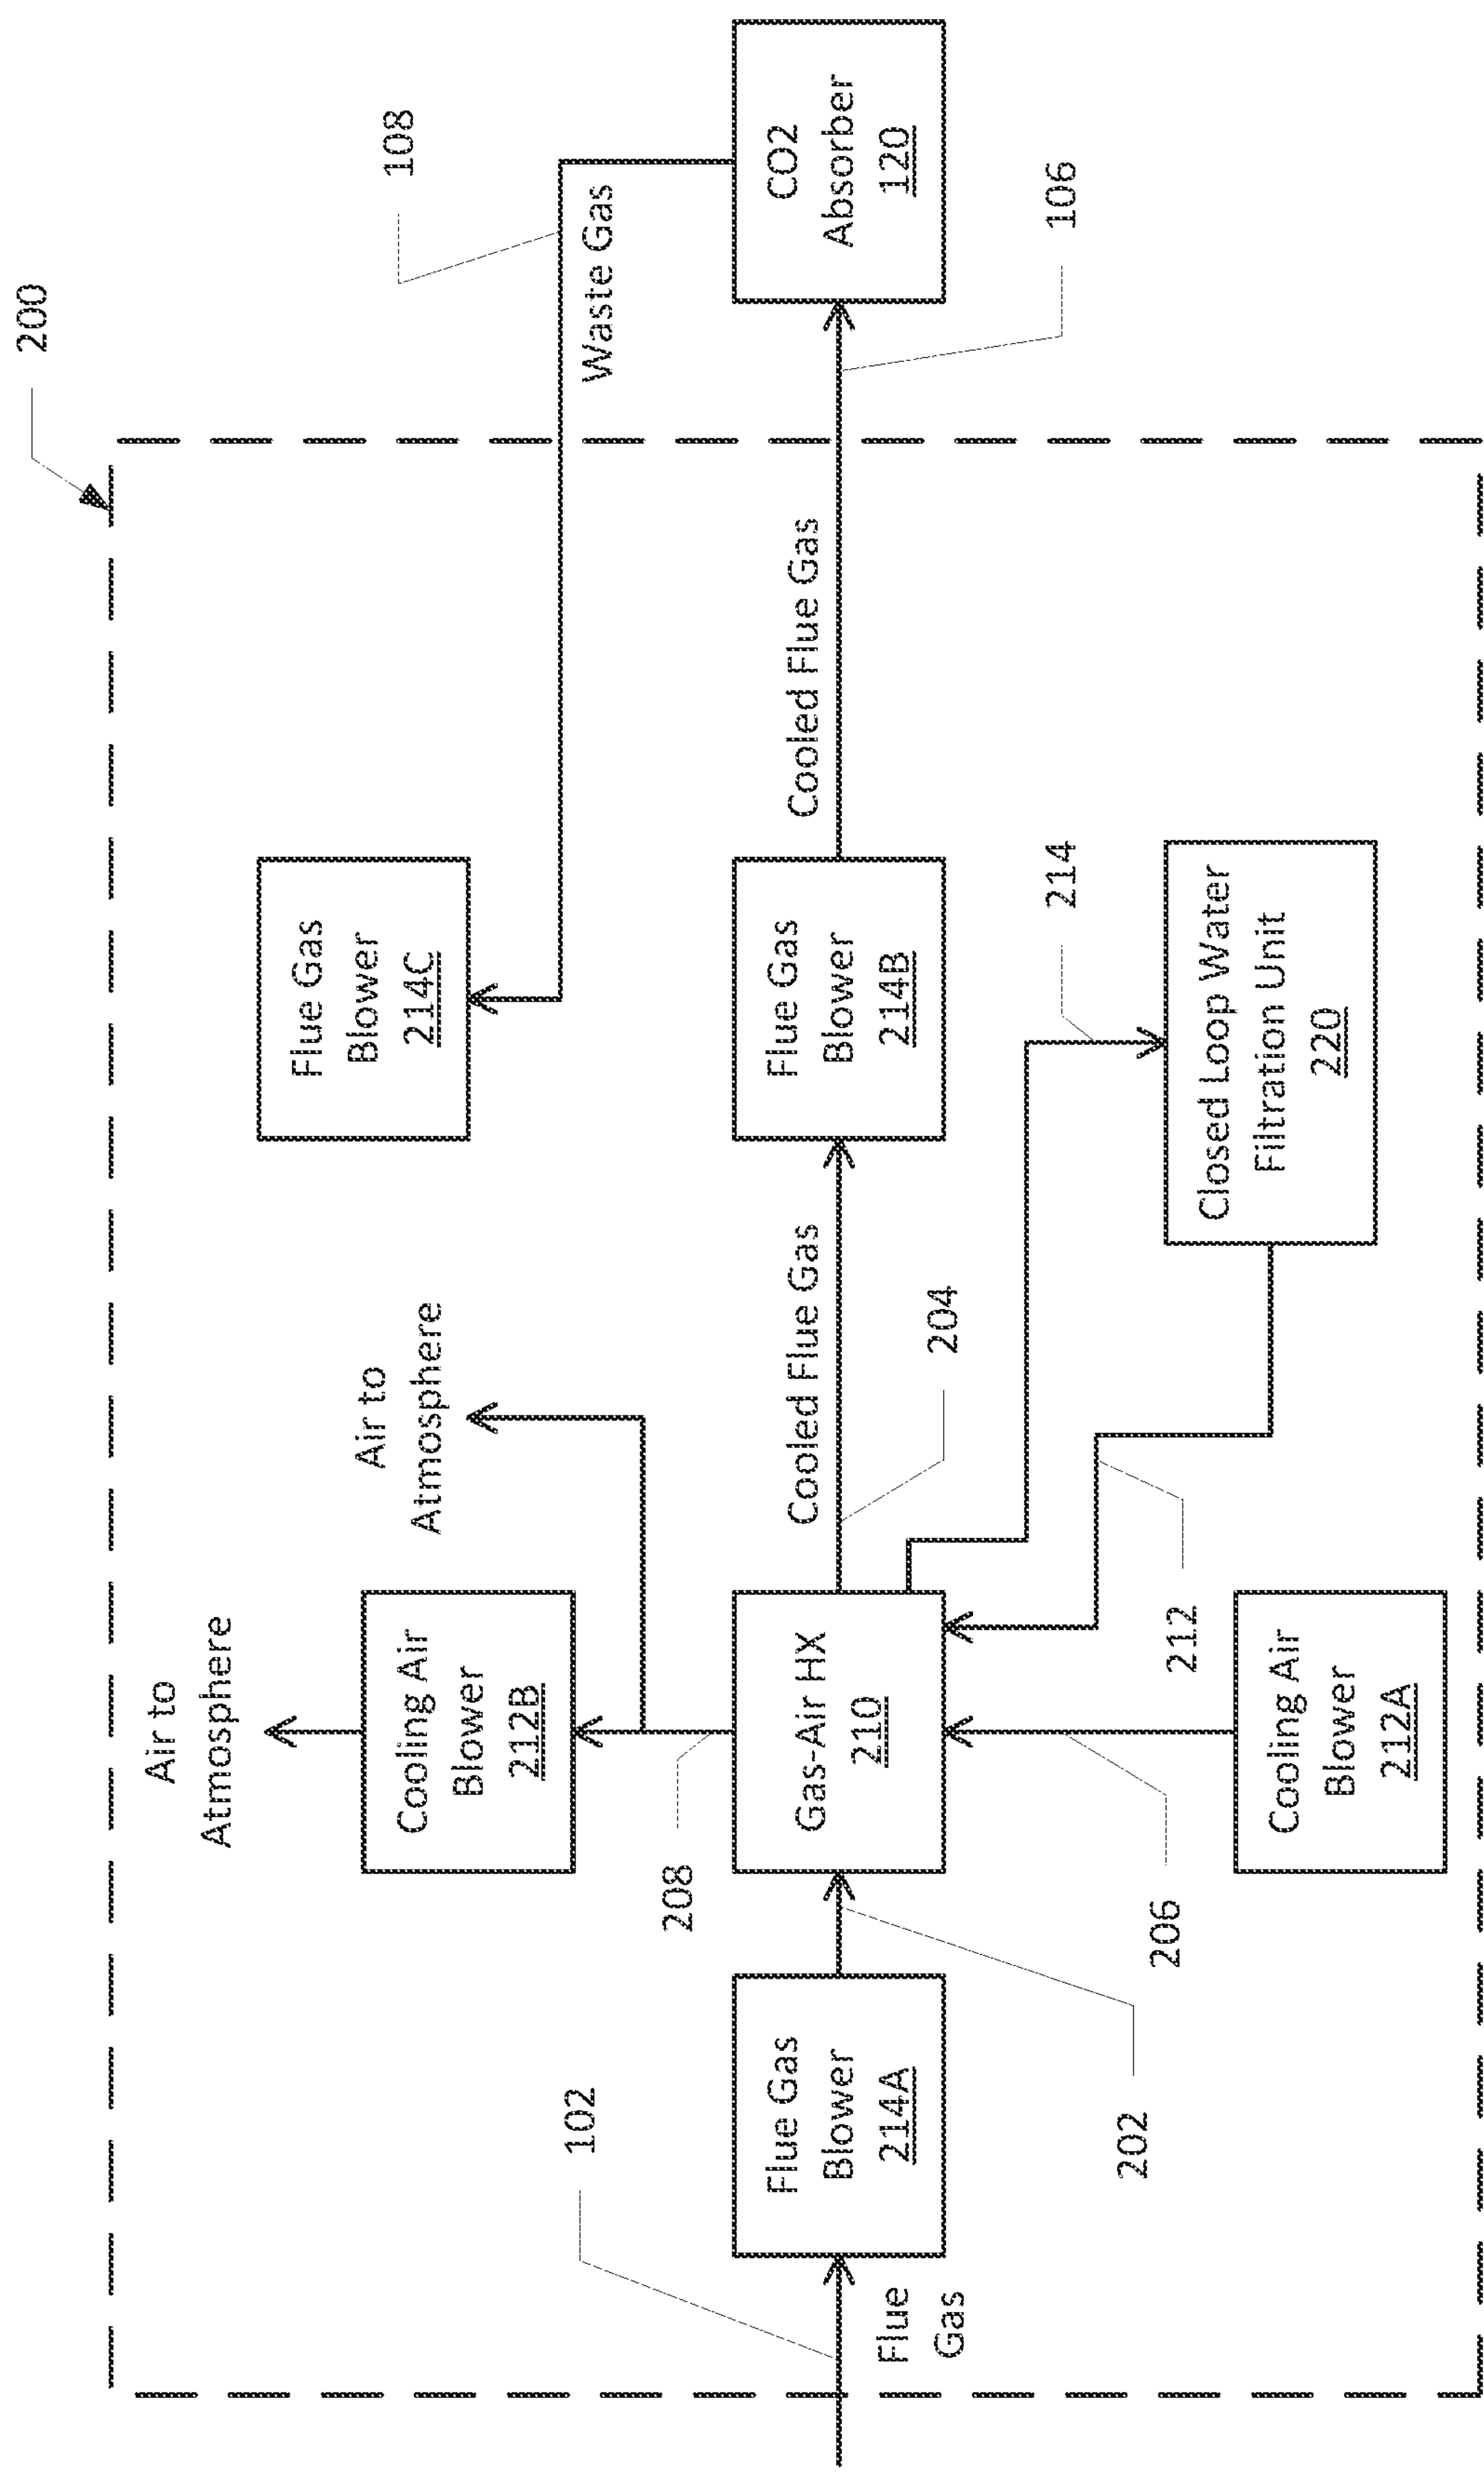 200
108
Waste Gas
CO2
Absorber
120
106
Air to
Atmosphere
Air to
Atmosphere
Cooling Air
Blower
212B
208
Flue Gas
Blower
214C
102
Flue
Gas
Flue Gas
Blower
214A
202
Gas-Air HX
210
Cooled Flue Gas
204
Flue Gas
Blower
214B
Cooled Flue Gas
206
Cooling Air
Blower
212A
212
214
Closed Loop Water
Filtration Unit
220